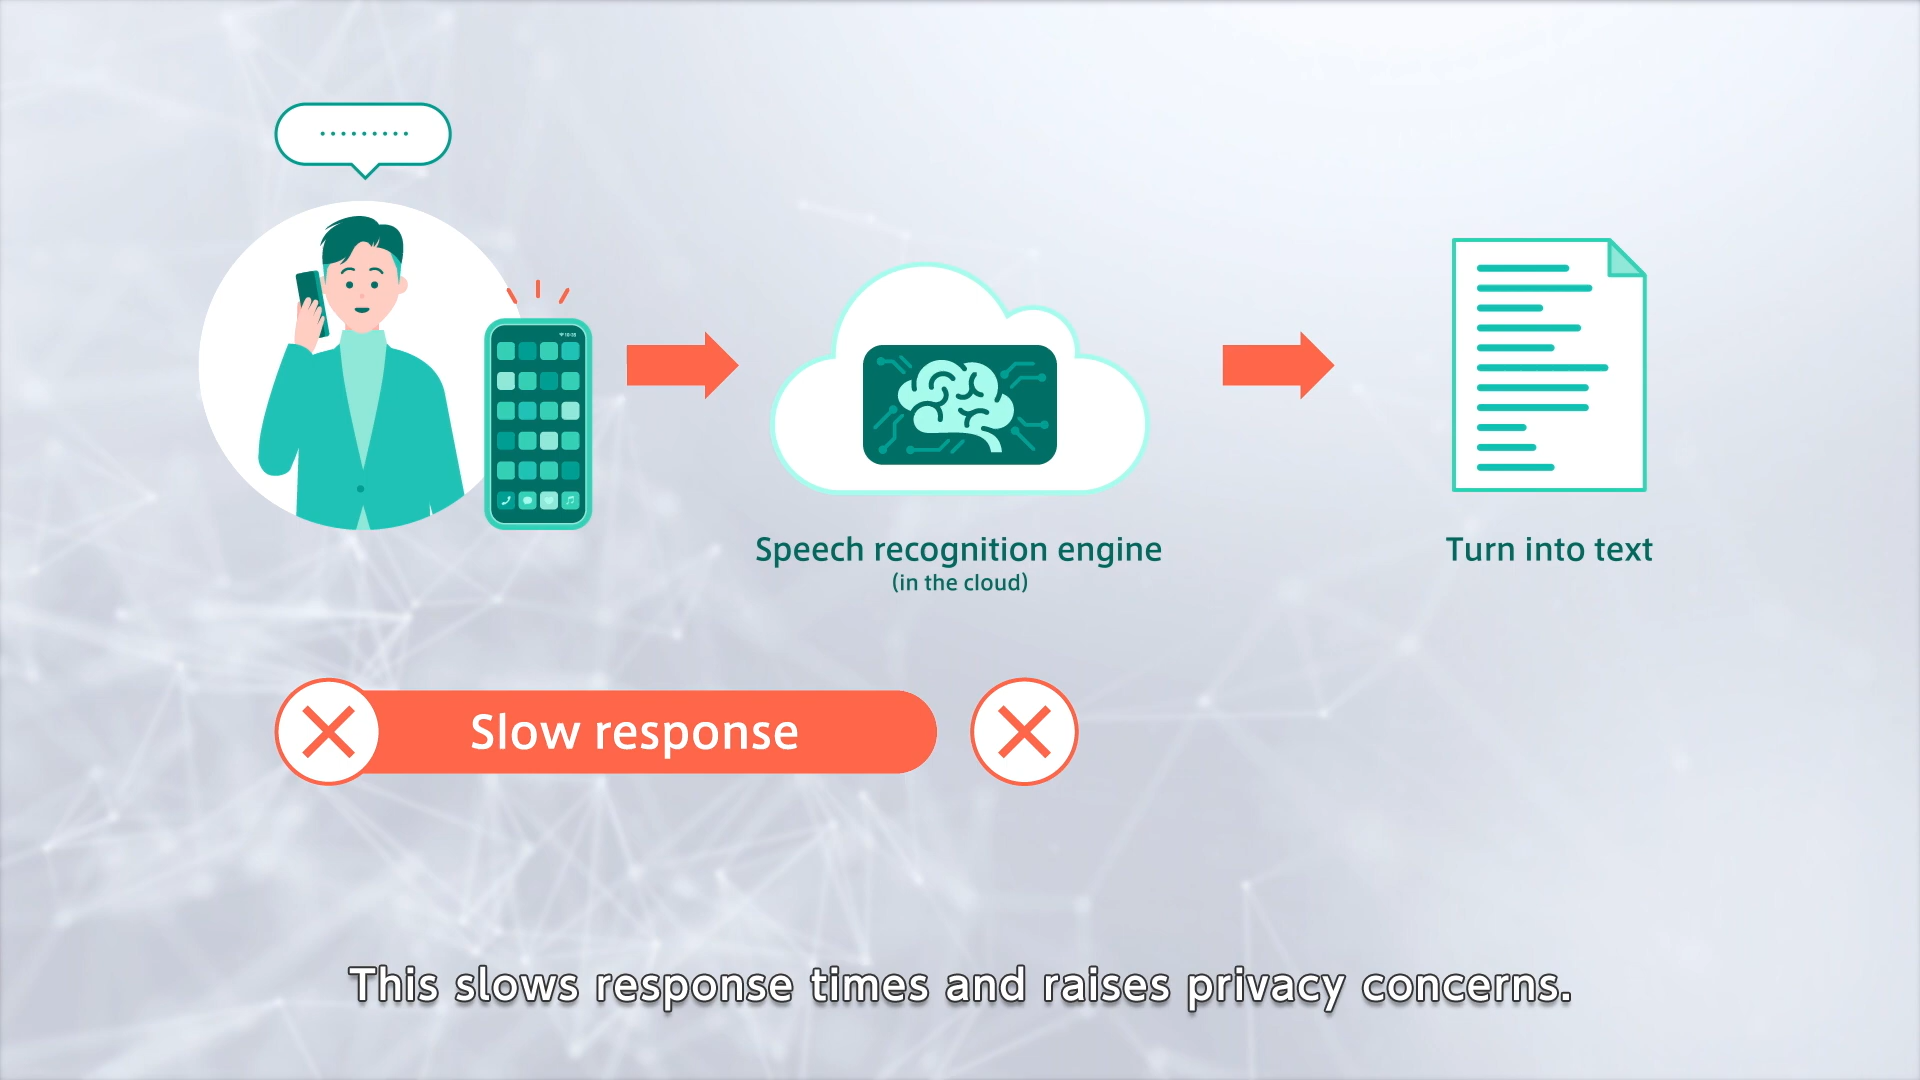 Speech recognition engine
(in the cloud)
Turn into text
Slow response
This slows response times and raises privacy concerns.